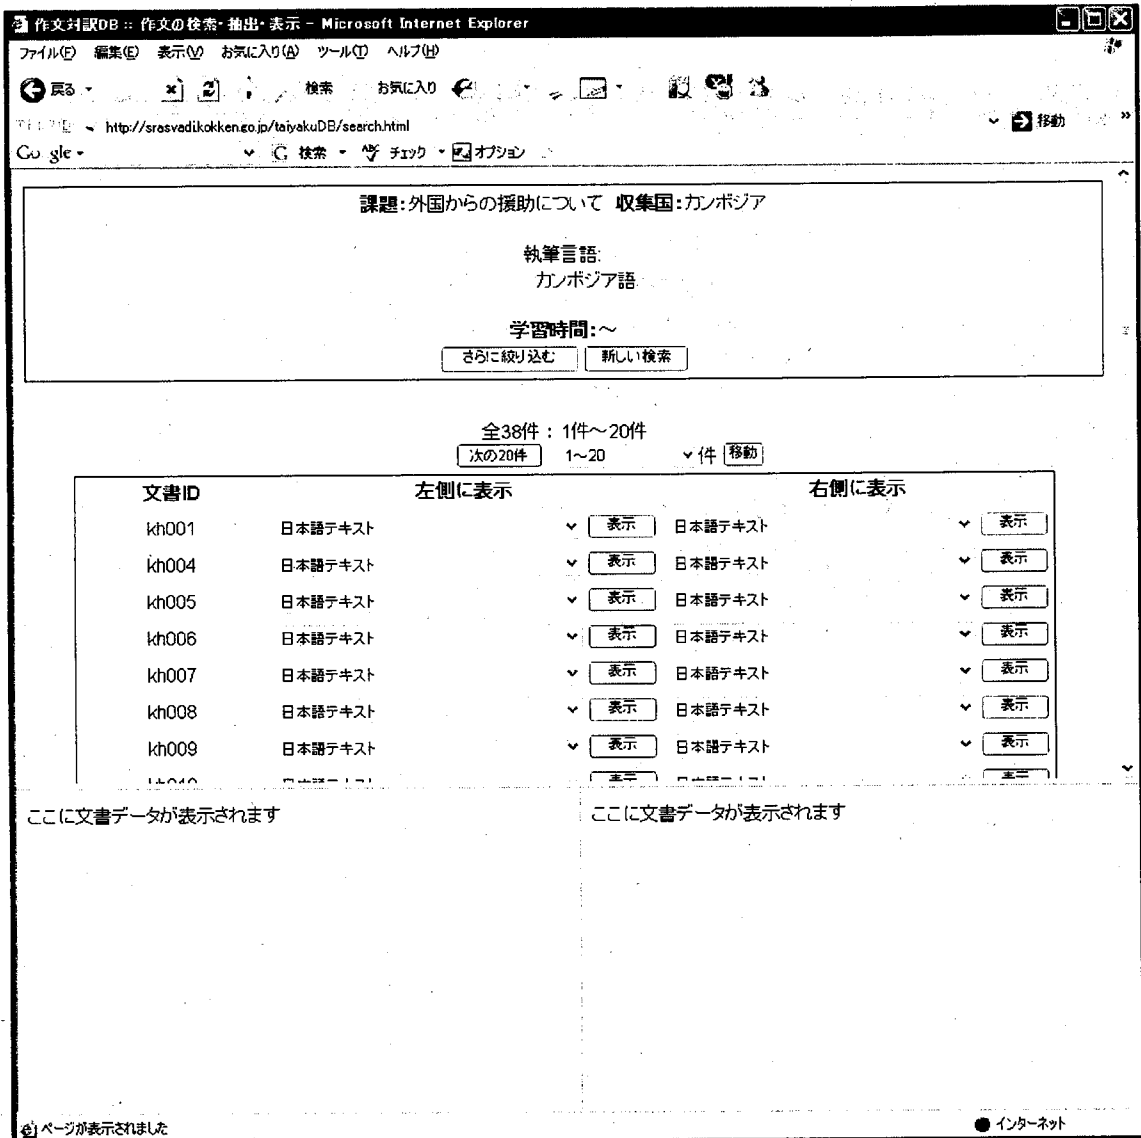 作文対訳DB :: 作文の検索・抽出・表示 - Microsoft Internet Explorer
ファイル(F) 編集(E) 表示(V) お気に入り(A) ツール(T) ヘルプ(H)
戻る 検索 お気に入り
http://srasvadi.kokken.go.jp/taiyakuDB/search.html 移動 »
Go gle 検索 チェック オプション
課題:外国からの援助について 収集国:カンボジア
執筆言語:
カンボジア語
学習時間:～
さらに絞り込む 新しい検索
全38件 : 1件～20件
次の20件 1～20 件 移動
文書ID 左側に表示 右側に表示
kh001 日本語テキスト 表示 日本語テキスト 表示
kh004 日本語テキスト 表示 日本語テキスト 表示
kh005 日本語テキスト 表示 日本語テキスト 表示
kh006 日本語テキスト 表示 日本語テキスト 表示
kh007 日本語テキスト 表示 日本語テキスト 表示
kh008 日本語テキスト 表示 日本語テキスト 表示
kh009 日本語テキスト 表示 日本語テキスト 表示
ここに文書データが表示されます ここに文書データが表示されます
ページが表示されました インターネット